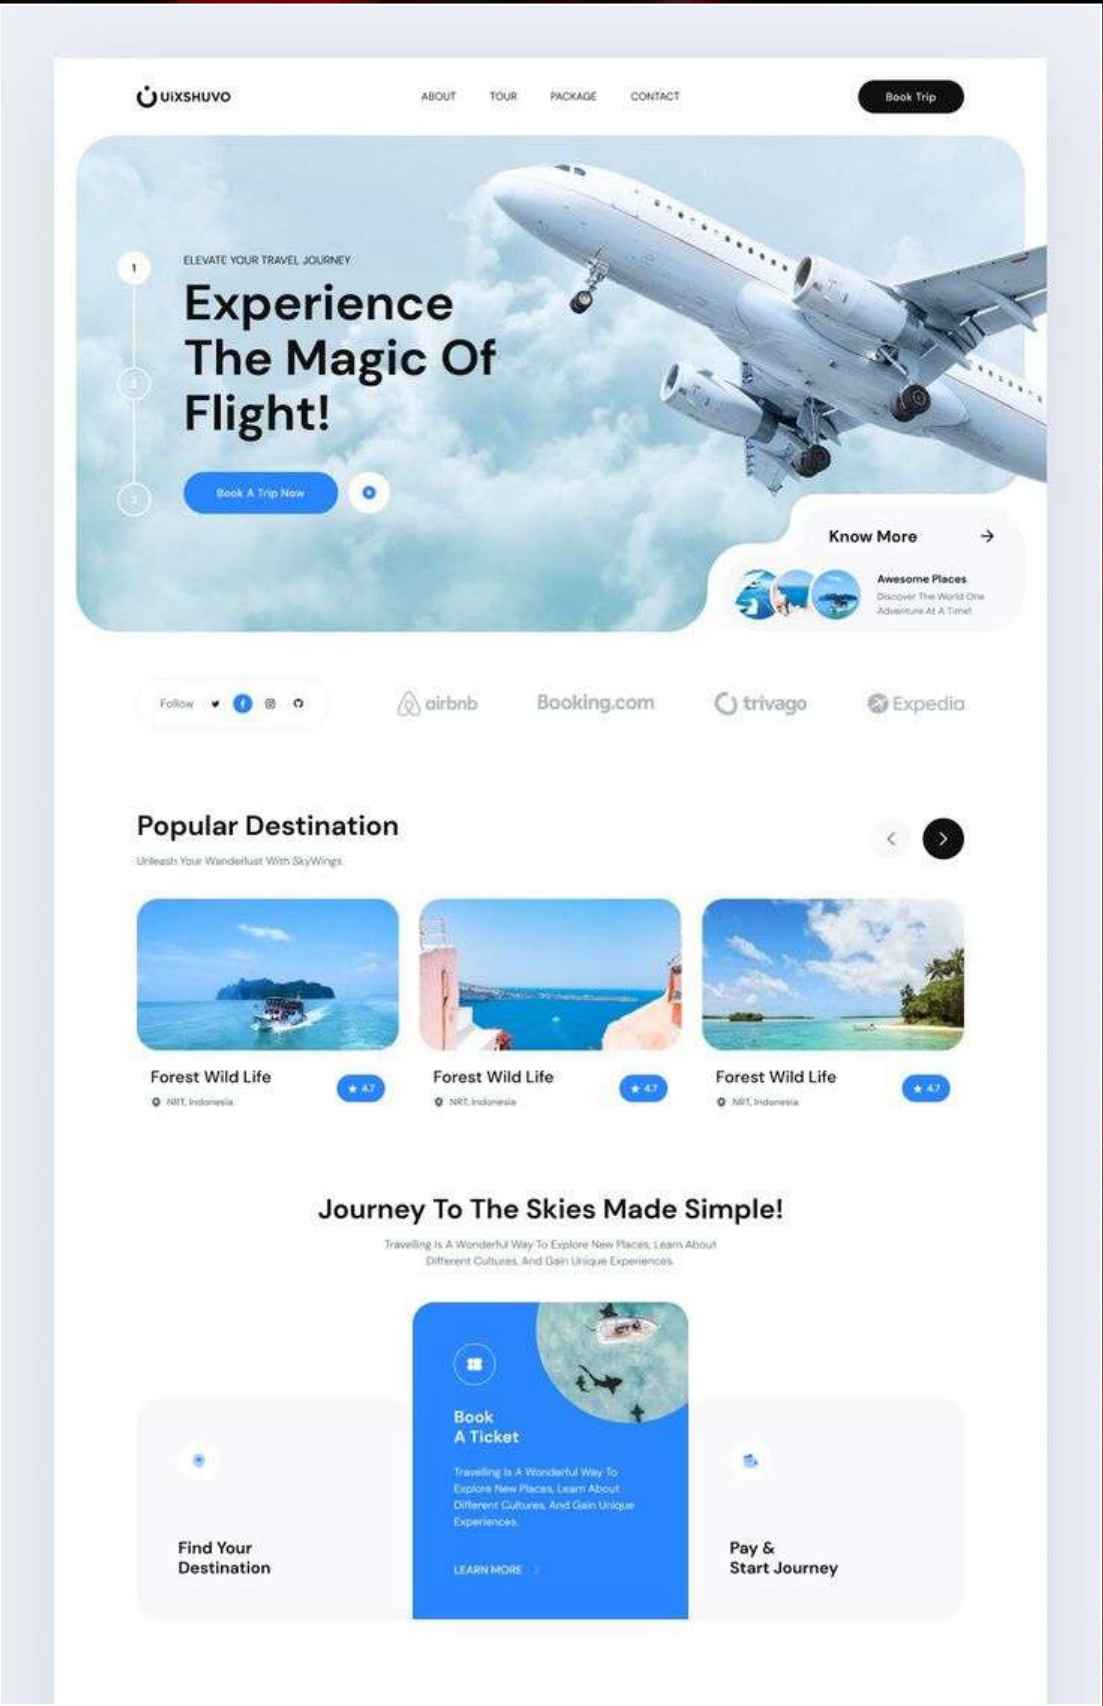 UiXSHUVO
ABOUT TOUR PACKAGE CONTACT
Book Trip
1
ELEVATE YOUR TRAVEL JOURNEY
Experience
The Magic Of
Flight!
2
3
Book A Trip Now
Know More
Awesome Places
Discover The World One
Adventure At A Time!
Follow
airbnb
Booking.com
trivago
Expedia
Popular Destination
Unleash Your Wanderlust With SkyWings
Forest Wild Life
NRT, Indonesia
4.7
Forest Wild Life
NRT, Indonesia
4.7
Forest Wild Life
NRT, Indonesia
4.7
Journey To The Skies Made Simple!
Travelling Is A Wonderful Way To Explore New Places, Learn About
Different Cultures, And Gain Unique Experiences.
Find Your
Destination
Book
A Ticket
Travelling Is A Wonderful Way To
Explore New Places, Learn About
Different Cultures, And Gain Unique
Experiences.
LEARN MORE
Pay &
Start Journey